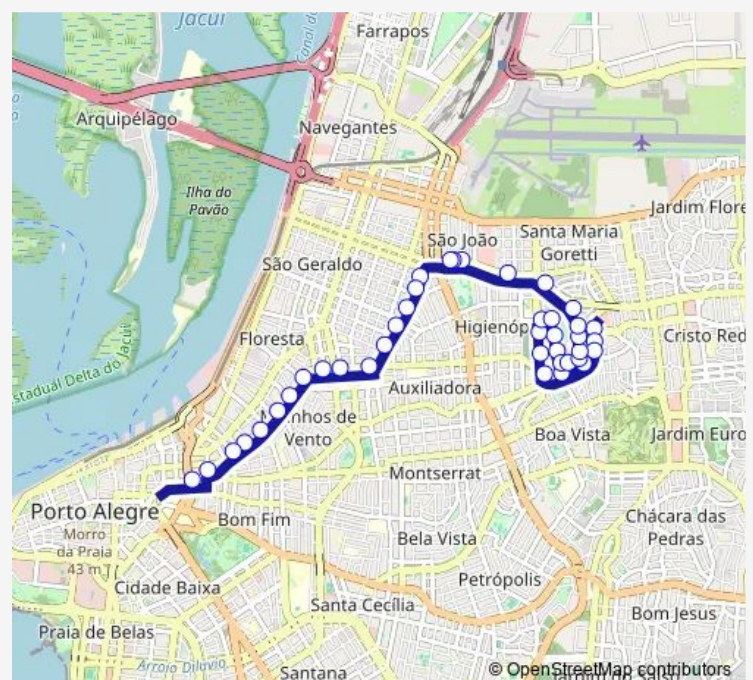 Jacuí
Canal do
Farrapos
Arquipélago
Navegantes
Ilha do
Pavão
Jardim Flore
Santa Maria
Goretti
São João
São Geraldo
Higienóp
Floresta
Cristo Red
estadual Delta do Jacuí
Auxiliadora
nhos de
Vento
Boa Vista
Jardim Euro
Montserrat
Porto Alegre
Bom Fim
Chácara das
Pedras
Morro
da Praia
43 m
Bela Vista
Petrópolis
Cidade Baixa
Santa Cecília
Bom Jesus
Praia de Belas
Arroio Dilúvio
Santana
© OpenStreetMap contributors